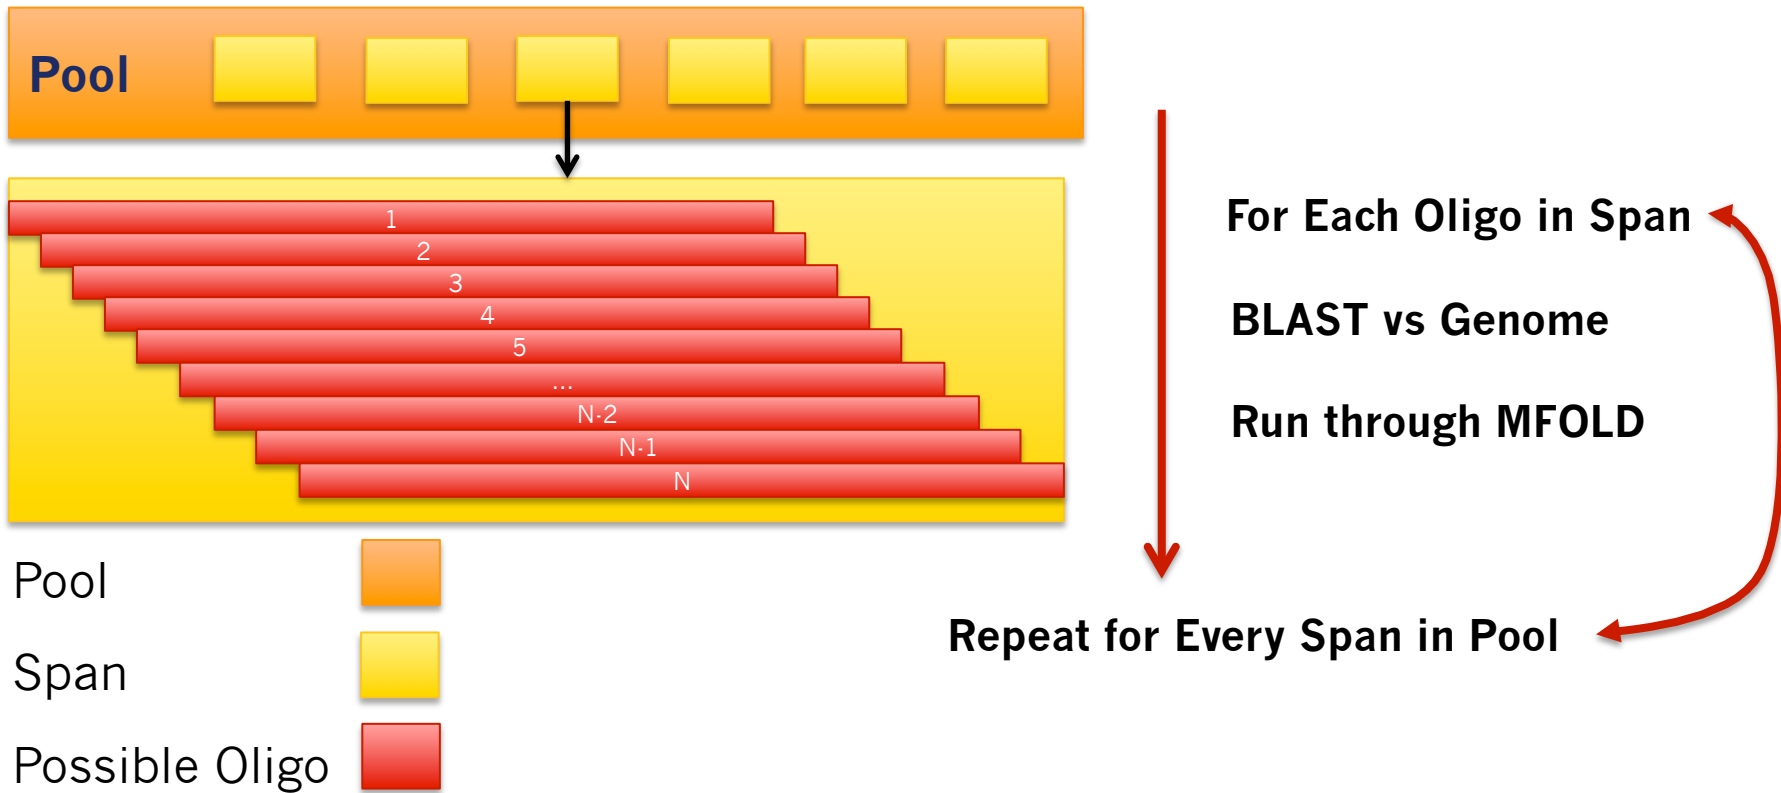 Pool
1
2
3
4
5
...
N-2
N-1
N
For Each Oligo in Span
BLAST vs Genome
Run through MFOLD
Repeat for Every Span in Pool
Pool
Span
Possible Oligo